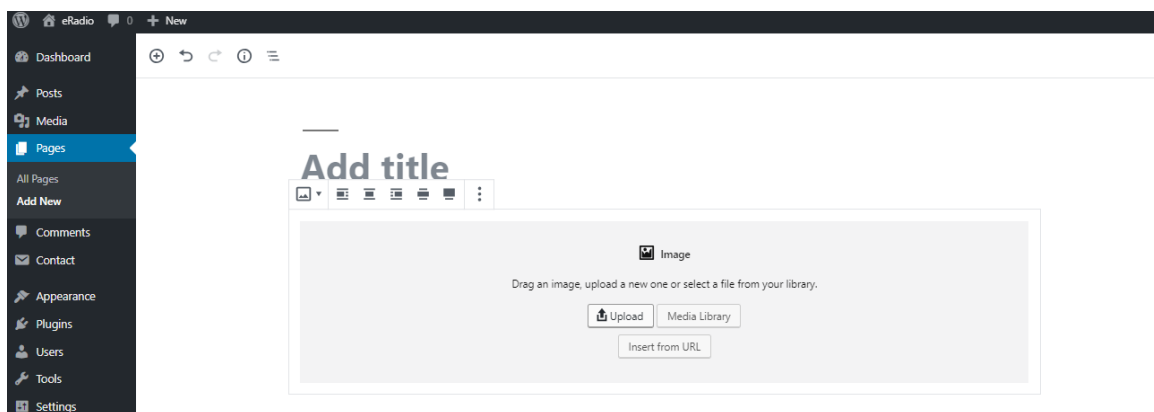 eRadio 0 + New
Dashboard
Posts
Media
Pages
All Pages
Add New
Comments
Contact
Appearance
Plugins
Users
Tools
Settings
Add title
Image
Drag an image, upload a new one or select a file from your library.
Upload Media Library
Insert from URL